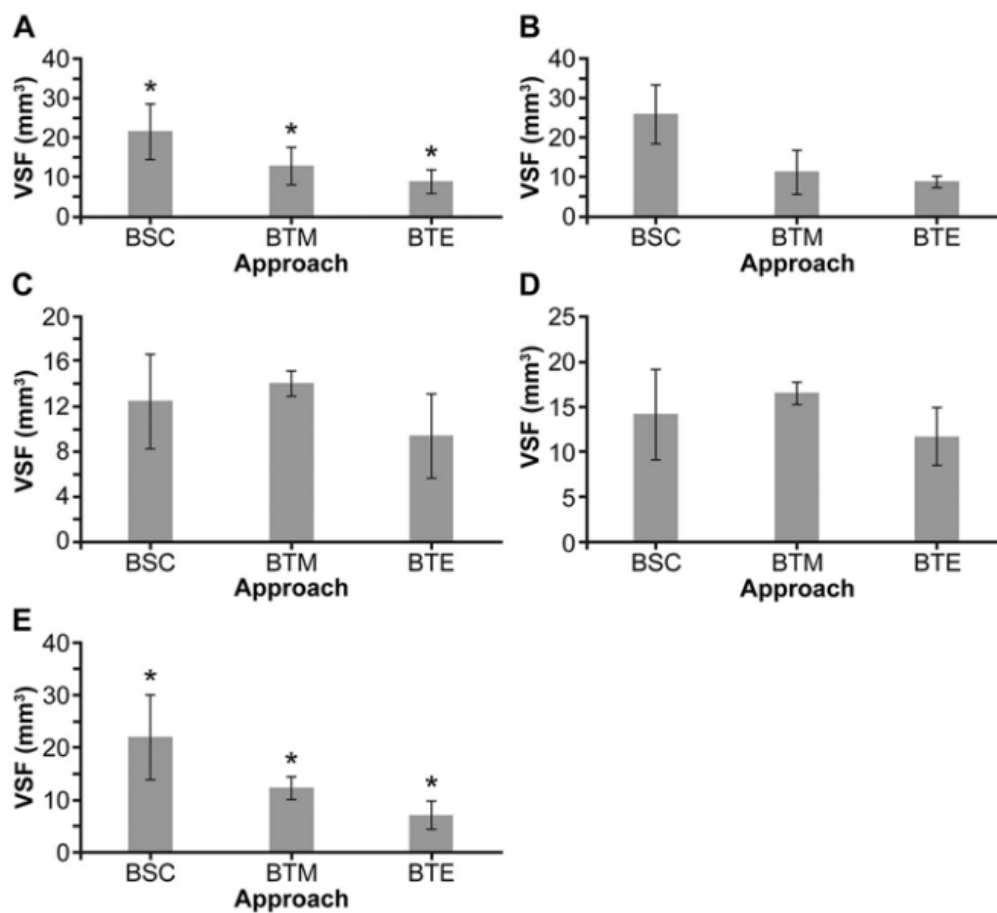 A
VSF (mm³)
40
30
20
10
0
*
*
*
BSC BTM BTE
Approach
B
VSF (mm³)
40
30
20
10
0
BSC BTM BTE
Approach
C
VSF (mm³)
20
16
12
8
4
0
BSC BTM BTE
Approach
D
VSF (mm³)
25
20
15
10
5
0
BSC BTM BTE
Approach
E
VSF (mm³)
40
30
20
10
0
*
*
*
BSC BTM BTE
Approach